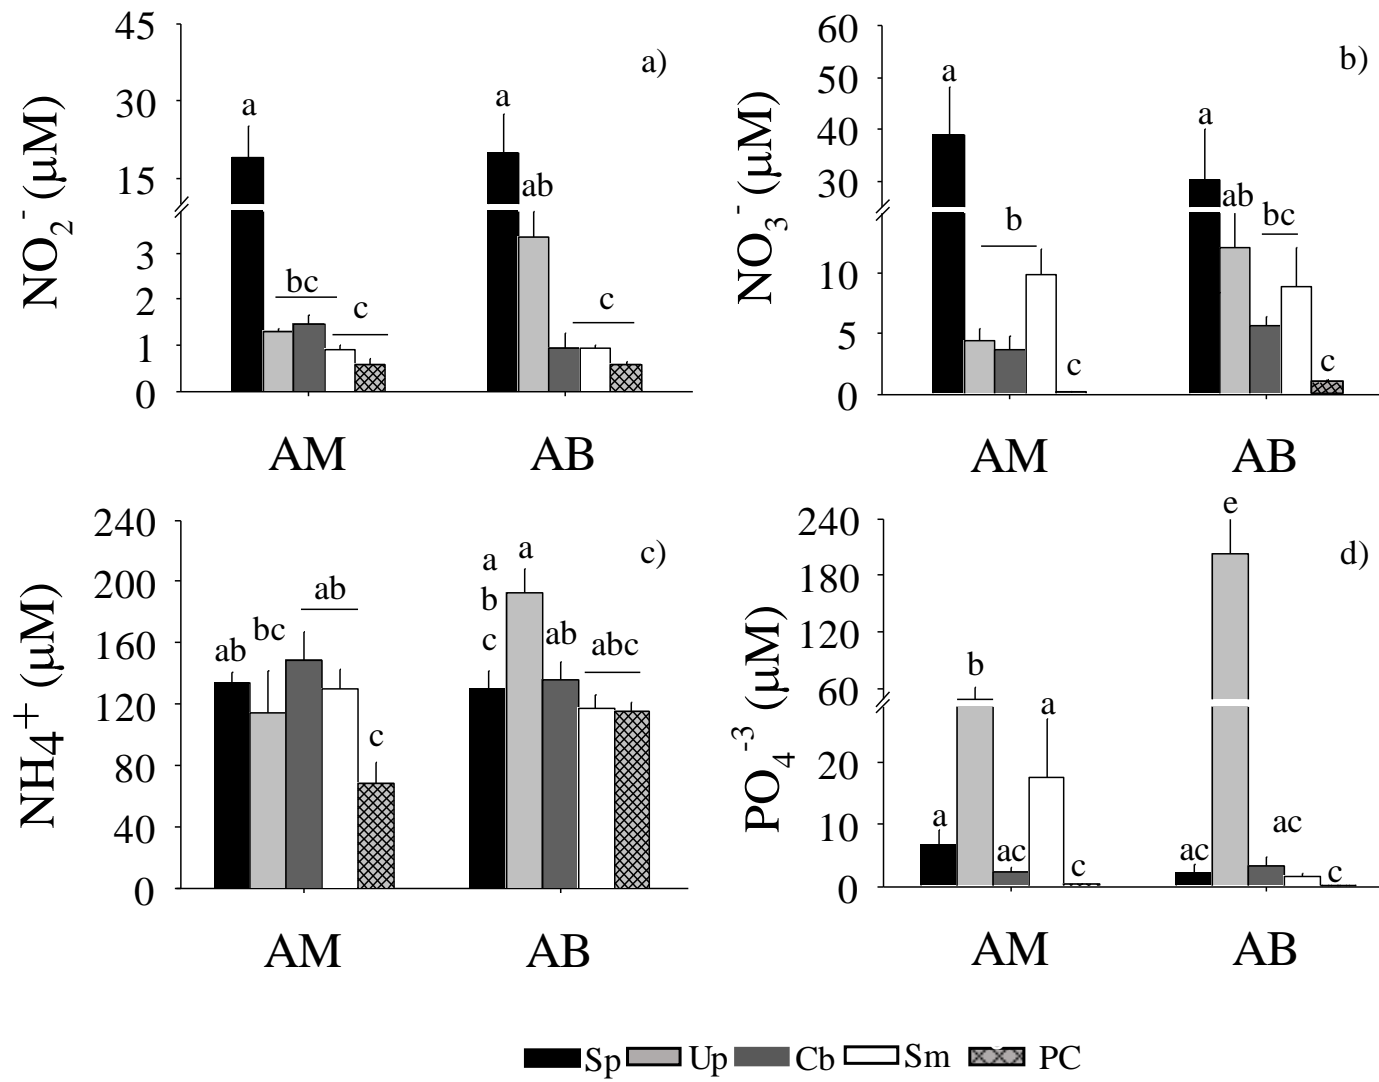 a)
NO2- (µM)
45
30
15
3
2
1
0
a
bc
c
a
ab
c
AM AB
b)
NO3- (µM)
60
50
40
30
10
5
0
a
b
c
a
ab
bc
c
AM AB
c)
NH4+ (µM)
240
200
160
120
80
40
0
ab
bc
ab
c
a
b
c
a
ab
abc
AM AB
d)
PO4-3 (µM)
240
180
120
60
20
10
0
a
b
ac
a
c
ac
e
ac
c
AM AB
Sp Up Cb Sm PC